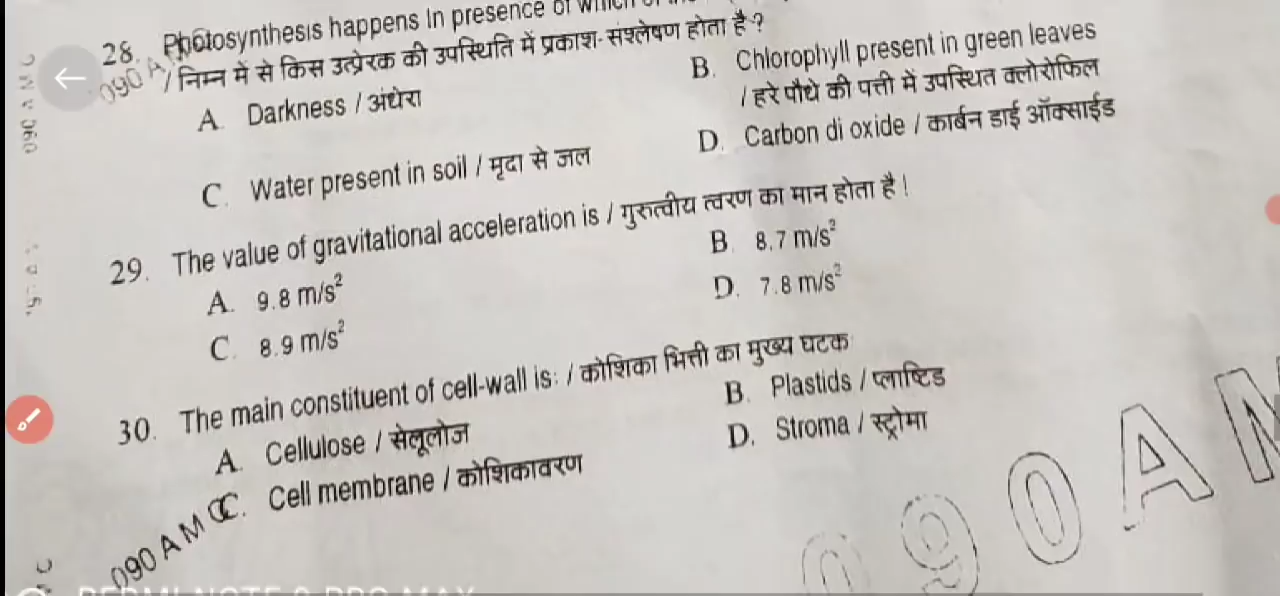 28. Photosynthesis happens In presence of which of
/ निम्न में से किस उत्प्रेरक की उपस्थिति में प्रकाश-संश्लेषण होता है ?
A. Darkness / अंधेरा
B. Chlorophyll present in green leaves
/ हरे पौधे की पत्ती में उपस्थित क्लोरोफिल
C. Water present in soil / मृदा से जल
D. Carbon di oxide / कार्बन डाई ऑक्साईड
29. The value of gravitational acceleration is / गुरुत्वीय त्वरण का मान होता है !
A. 9.8 m/s²
B. 8.7 m/s²
C. 8.9 m/s²
D. 7.8 m/s²
30. The main constituent of cell-wall is: / कोशिका भित्ती का मुख्य घटक
A. Cellulose / सेलूलोज
B. Plastids / प्लाष्टिड
C. Cell membrane / कोशिकावरण
D. Stroma / स्ट्रोमा
090 AM
090 AM